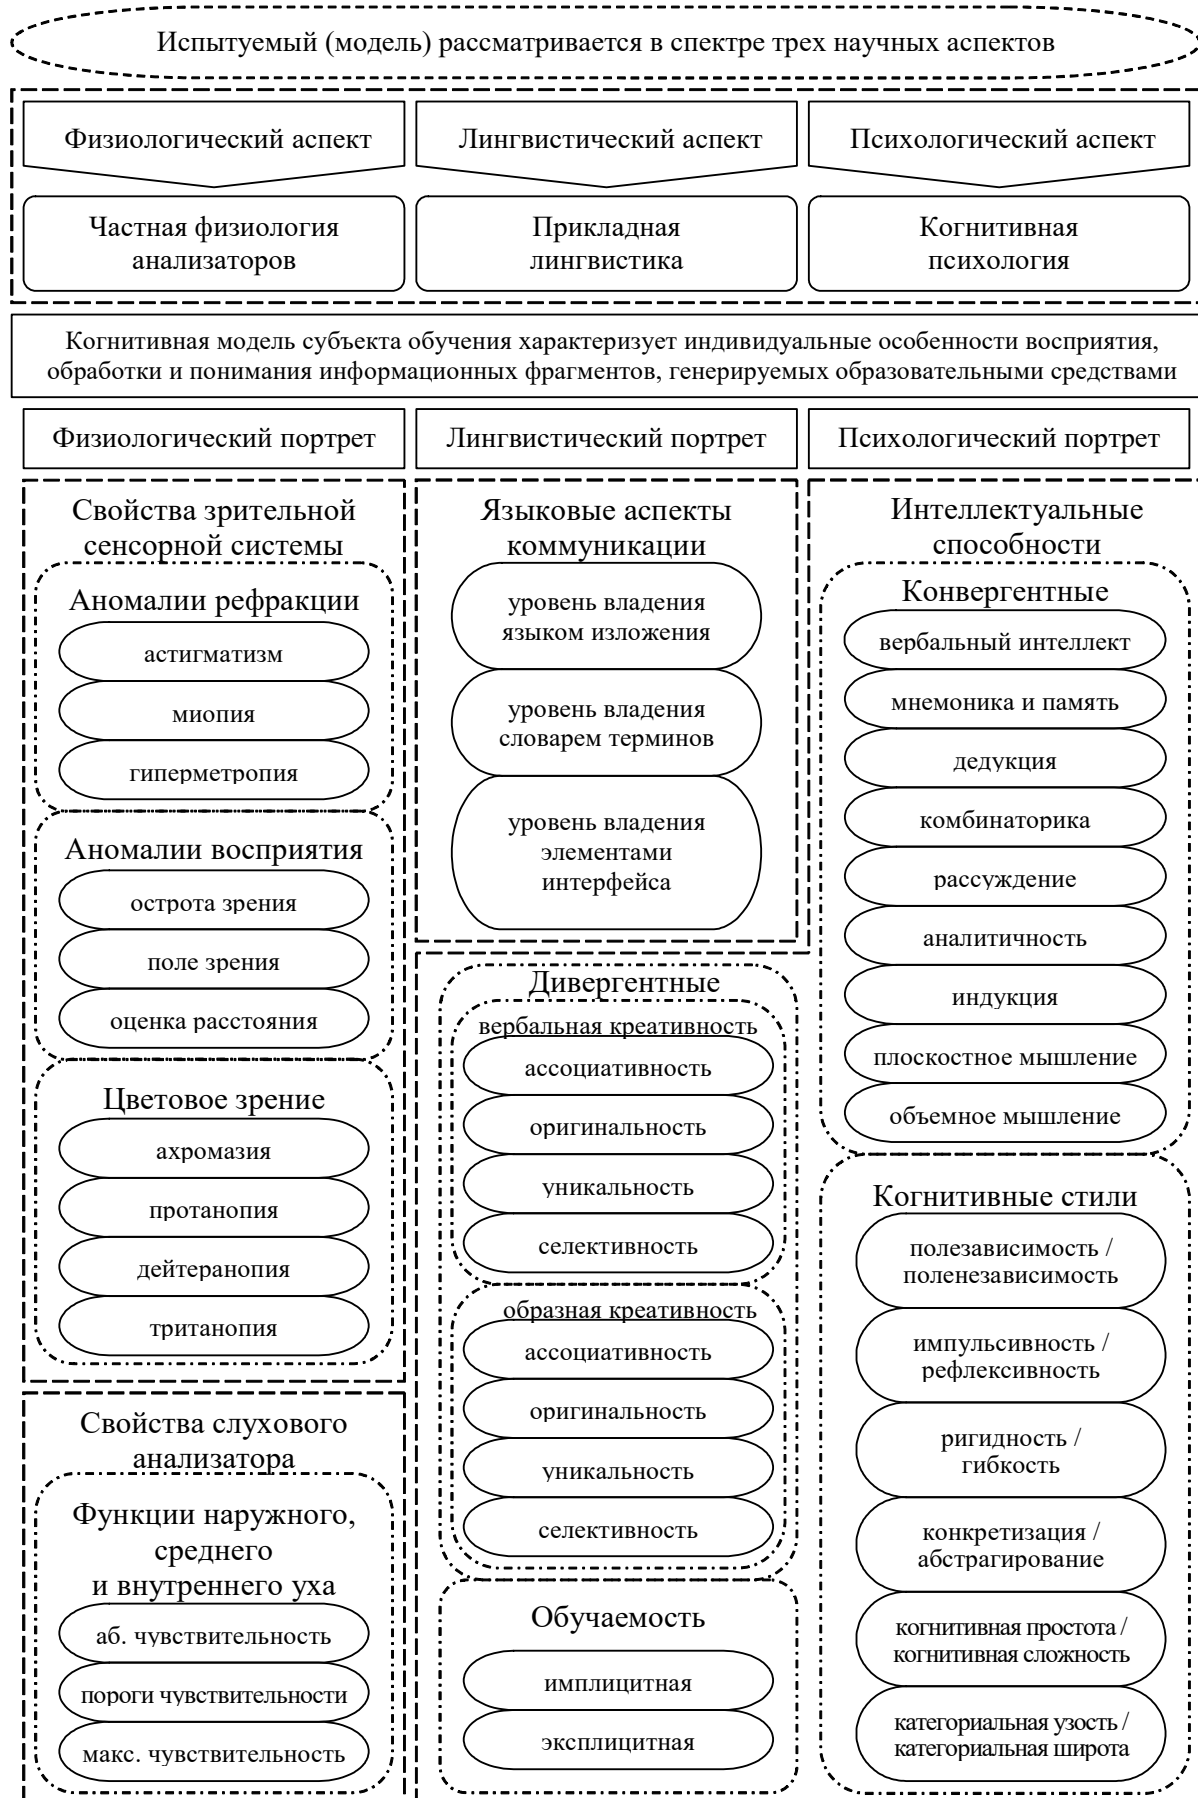 Испытуемый (модель) рассматривается в спектре трех научных аспектов
Физиологический аспект
Лингвистический аспект
Психологический аспект
Частная физиология
анализаторов
Прикладная
лингвистика
Когнитивная
психология
Когнитивная модель субъекта обучения характеризует индивидуальные особенности восприятия,
обработки и понимания информационных фрагментов, генерируемых образовательными средствами
Физиологический портрет
Лингвистический портрет
Психологический портрет
Свойства зрительной
сенсорной системы
Аномалии рефракции
астигматизм
миопия
гиперметропия
Аномалии восприятия
острота зрения
поле зрения
оценка расстояния
Цветовое зрение
ахромазия
протанопия
дейтеранопия
тританопия
Свойства слухового
анализатора
Функции наружного,
среднего
и внутреннего уха
аб. чувствительность
пороги чувствительности
макс. чувствительность
Языковые аспекты
коммуникации
уровень владения
языком изложения
уровень владения
словарем терминов
уровень владения
элементами
интерфейса
Дивергентные
вербальная креативность
ассоциативность
оригинальность
уникальность
селективность
образная креативность
ассоциативность
оригинальность
уникальность
селективность
Обучаемость
имплицитная
эксплицитная
Интеллектуальные
способности
Конвергентные
вербальный интеллект
мнемоника и память
дедукция
комбинаторика
рассуждение
аналитичность
индукция
плоскостное мышление
объемное мышление
Когнитивные стили
полезависимость /
поленезависимость
импульсивность /
рефлексивность
ригидность /
гибкость
конкретизация /
абстрагирование
когнитивная простота /
когнитивная сложность
категориальная узость /
категориальная широта